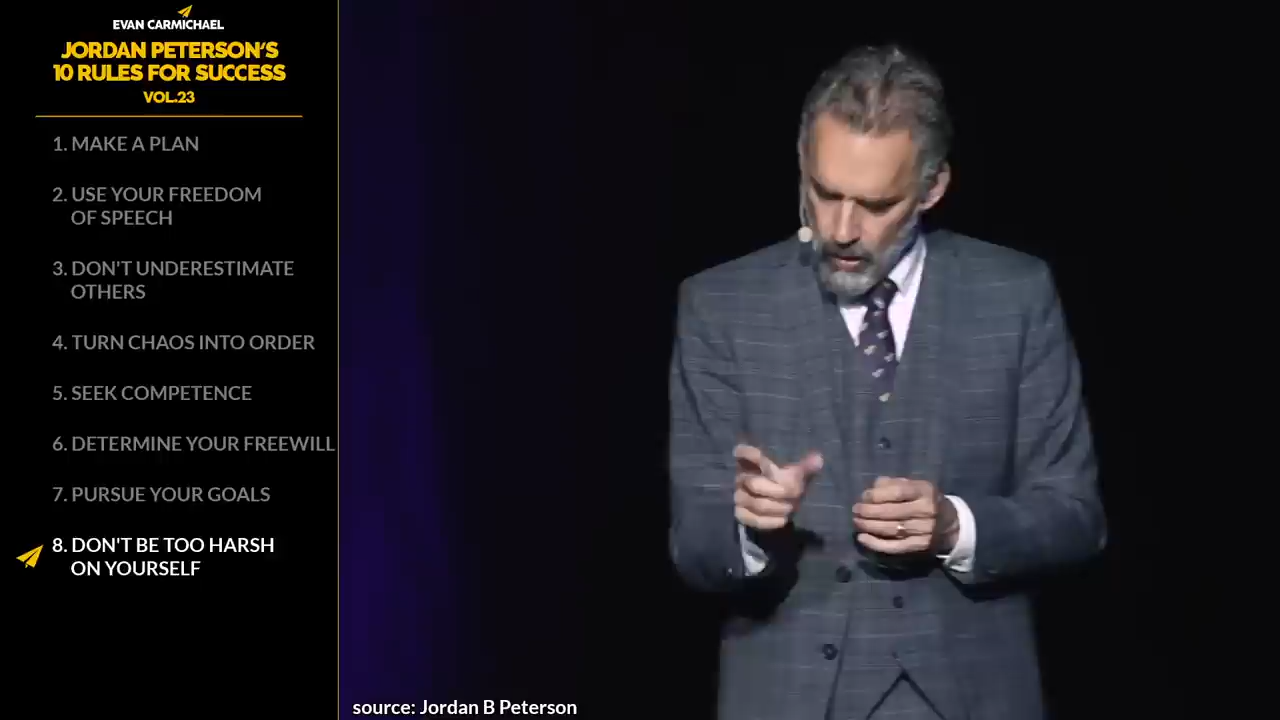 EVAN CARMICHAEL
JORDAN PETERSON'S
10 RULES FOR SUCCESS
VOL.23
1. MAKE A PLAN
2. USE YOUR FREEDOM
OF SPEECH
3. DON'T UNDERESTIMATE
OTHERS
4. TURN CHAOS INTO ORDER
5. SEEK COMPETENCE
6. DETERMINE YOUR FREEWILL
7. PURSUE YOUR GOALS
8. DON'T BE TOO HARSH
ON YOURSELF
source: Jordan B Peterson